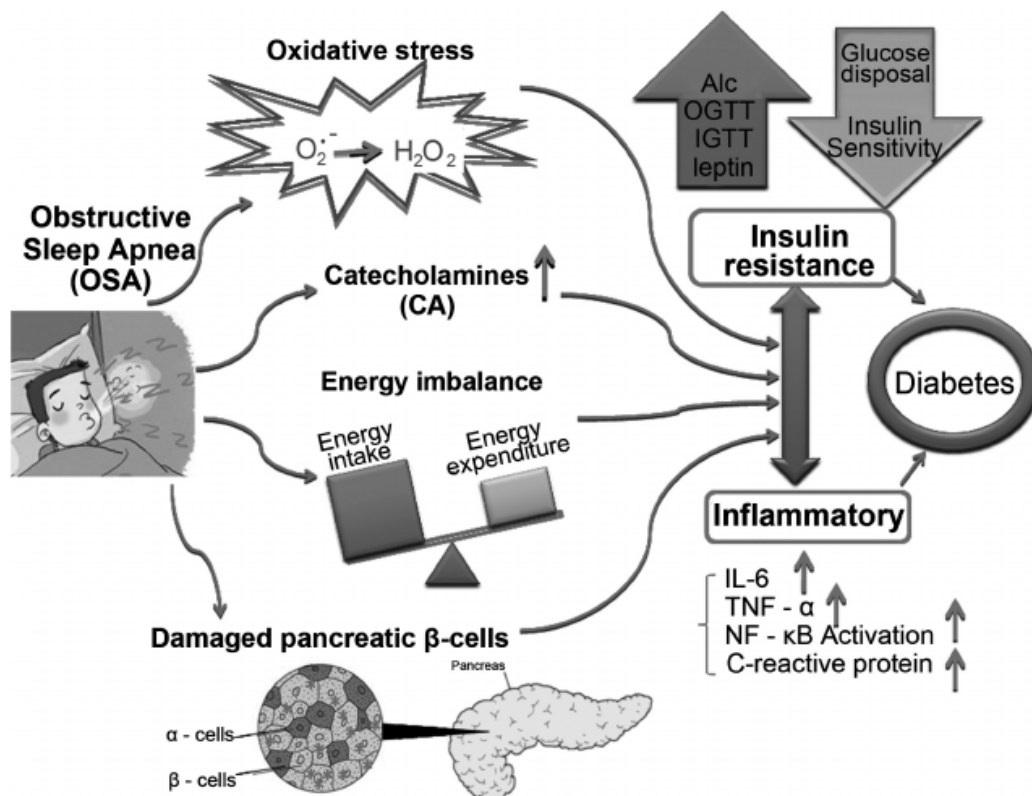 Oxidative stress
O₂•⁻ → H₂O₂
Obstructive
Sleep Apnea
(OSA)
Catecholamines
(CA)
Energy imbalance
Energy
intake
Energy
expenditure
Damaged pancreatic β-cells
Pancreas
α - cells
β - cells
Alc
OGTT
IGTT
leptin
Glucose
disposal
Insulin
Sensitivity
Insulin
resistance
Diabetes
Inflammatory
IL-6
TNF - α
NF - κB Activation
C-reactive protein